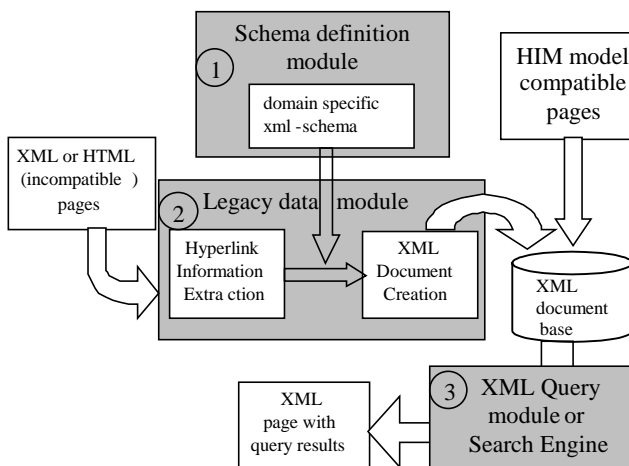 Schema definition
module
1
domain specific
xml -schema
HIM model
compatible
pages
XML or HTML
(incompatible )
pages
2
Legacy data module
Hyperlink
Information
Extra ction
XML
Document
Creation
XML
document
base
XML
page with
query results
3
XML Query
module or
Search Engine